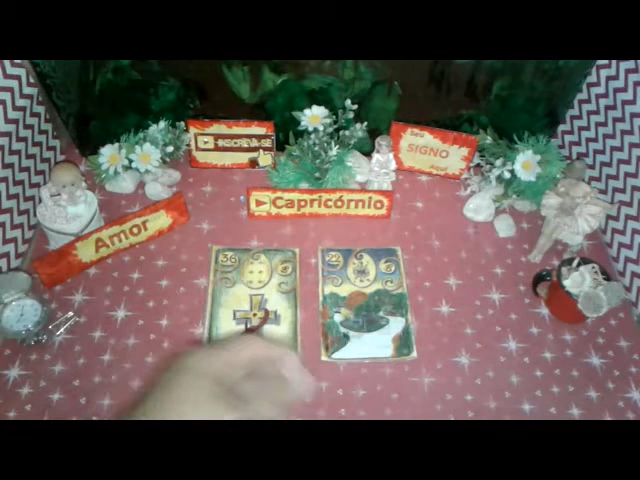 INSCREVA-SE
Seu
SIGNO
Aqui
Capricórnio
Amor
36
22